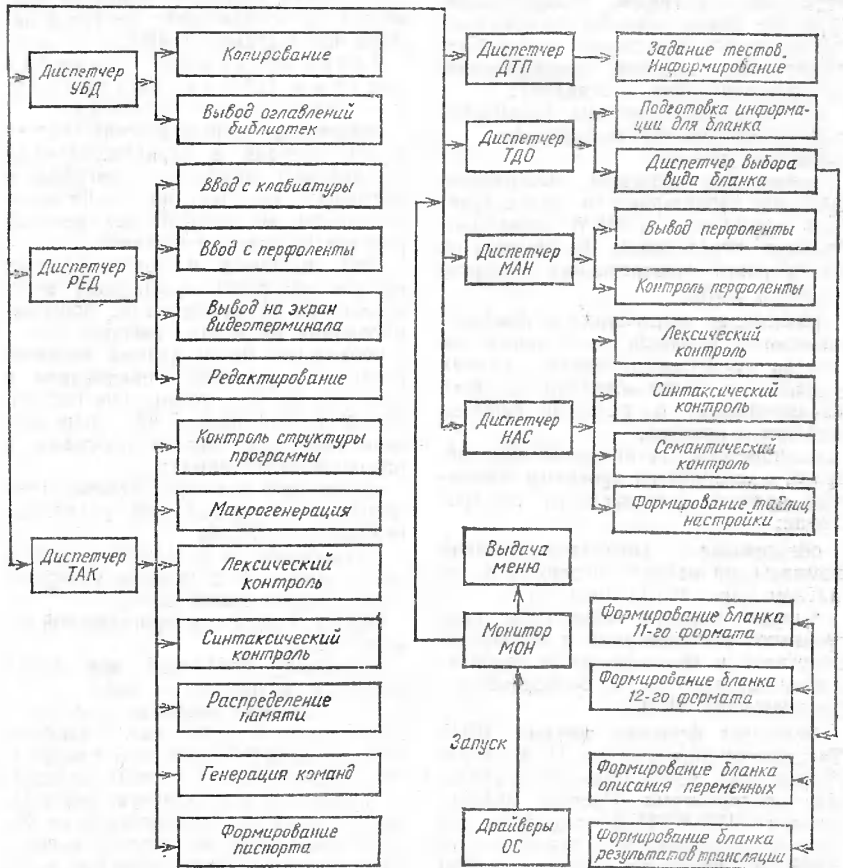 Диспетчер
УБД
Копирование
Вывод оглавлений
библиотек
Диспетчер
РЕД
Ввод с клавиатуры
Ввод с перфоленты
Вывод на экран
видеотерминала
Редактирование
Диспетчер
ТАК
Контроль структуры
программы
Макрогенерация
Лексический
контроль
Синтаксический
контроль
Распределение
памяти
Генерация команд
Формирование
паспорта
Диспетчер
ДТП
Задание тестов.
Информирование
Диспетчер
ТДО
Подготовка информа-
ции для бланка
Диспетчер выбора
вида бланка
Диспетчер
МАН
Вывод перфоленты
Контроль перфоленты
Диспетчер
НАС
Лексический
контроль
Синтаксический
контроль
Семантический
контроль
Формирование таблиц
настройки
Выдача
меню
Монитор
МОН
Запуск
Драйверы
ОС
Формирование бланка
11-го формата
Формирование бланка
12-го формата
Формирование бланка
описания переменных
Формирование бланка
результатов трансляции